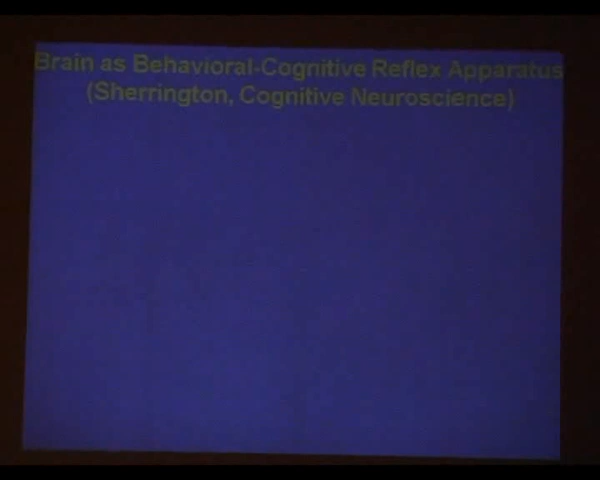 Brain as Behavioral-Cognitive Reflex Apparatus
(Sherrington, Cognitive Neuroscience)